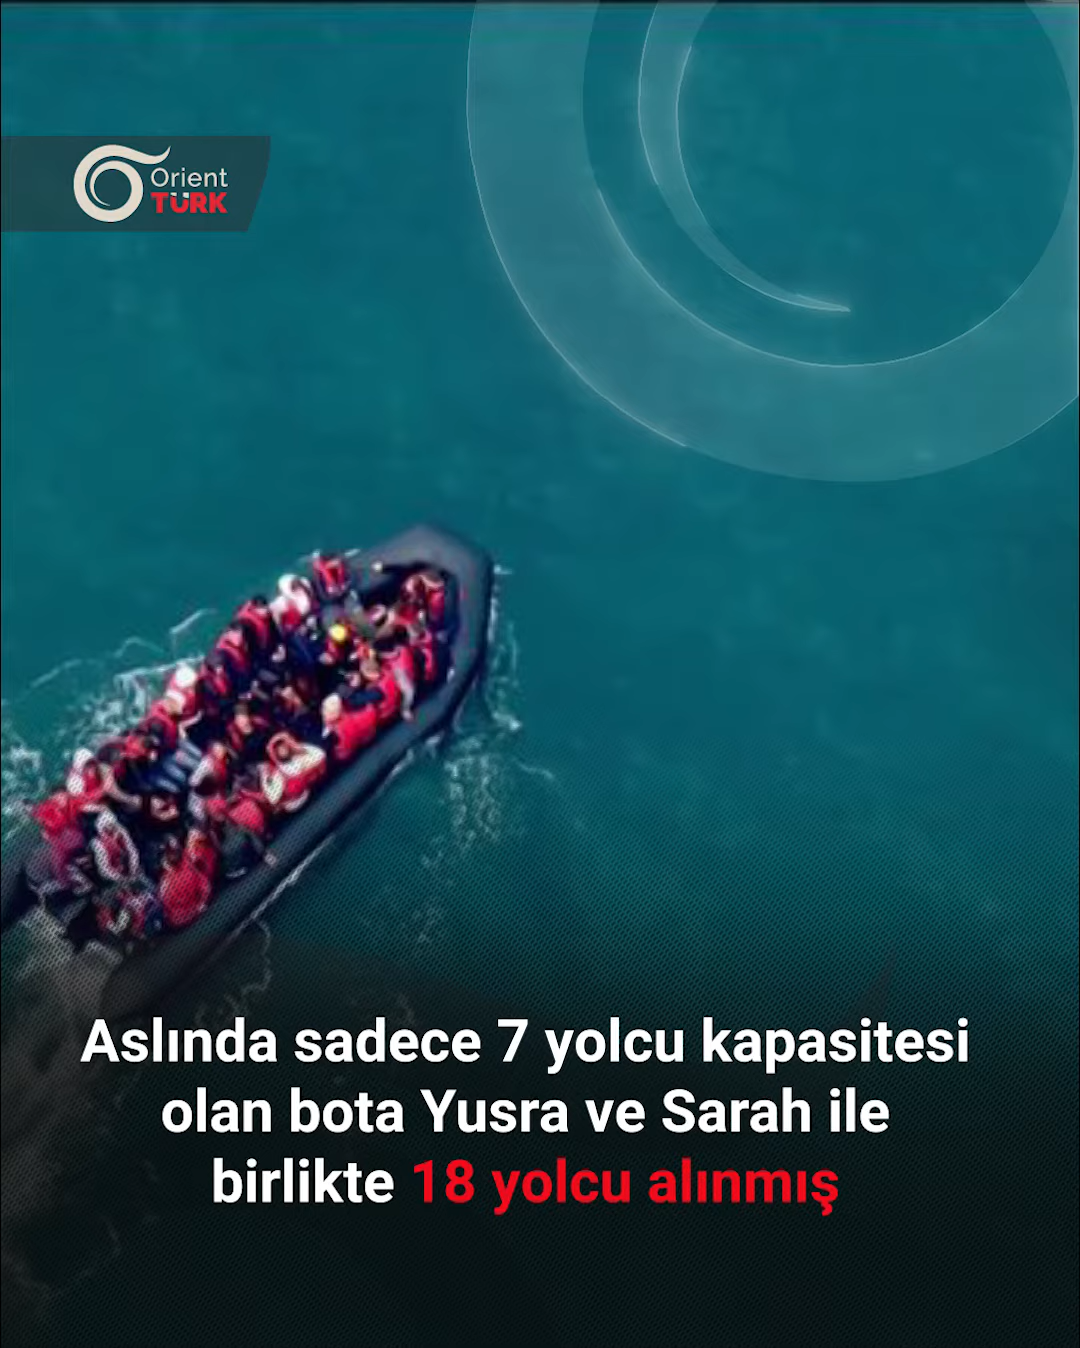 Orient
TÜRK
Aslında sadece 7 yolcu kapasitesi
olan bota Yusra ve Sarah ile
birlikte 18 yolcu alınmış